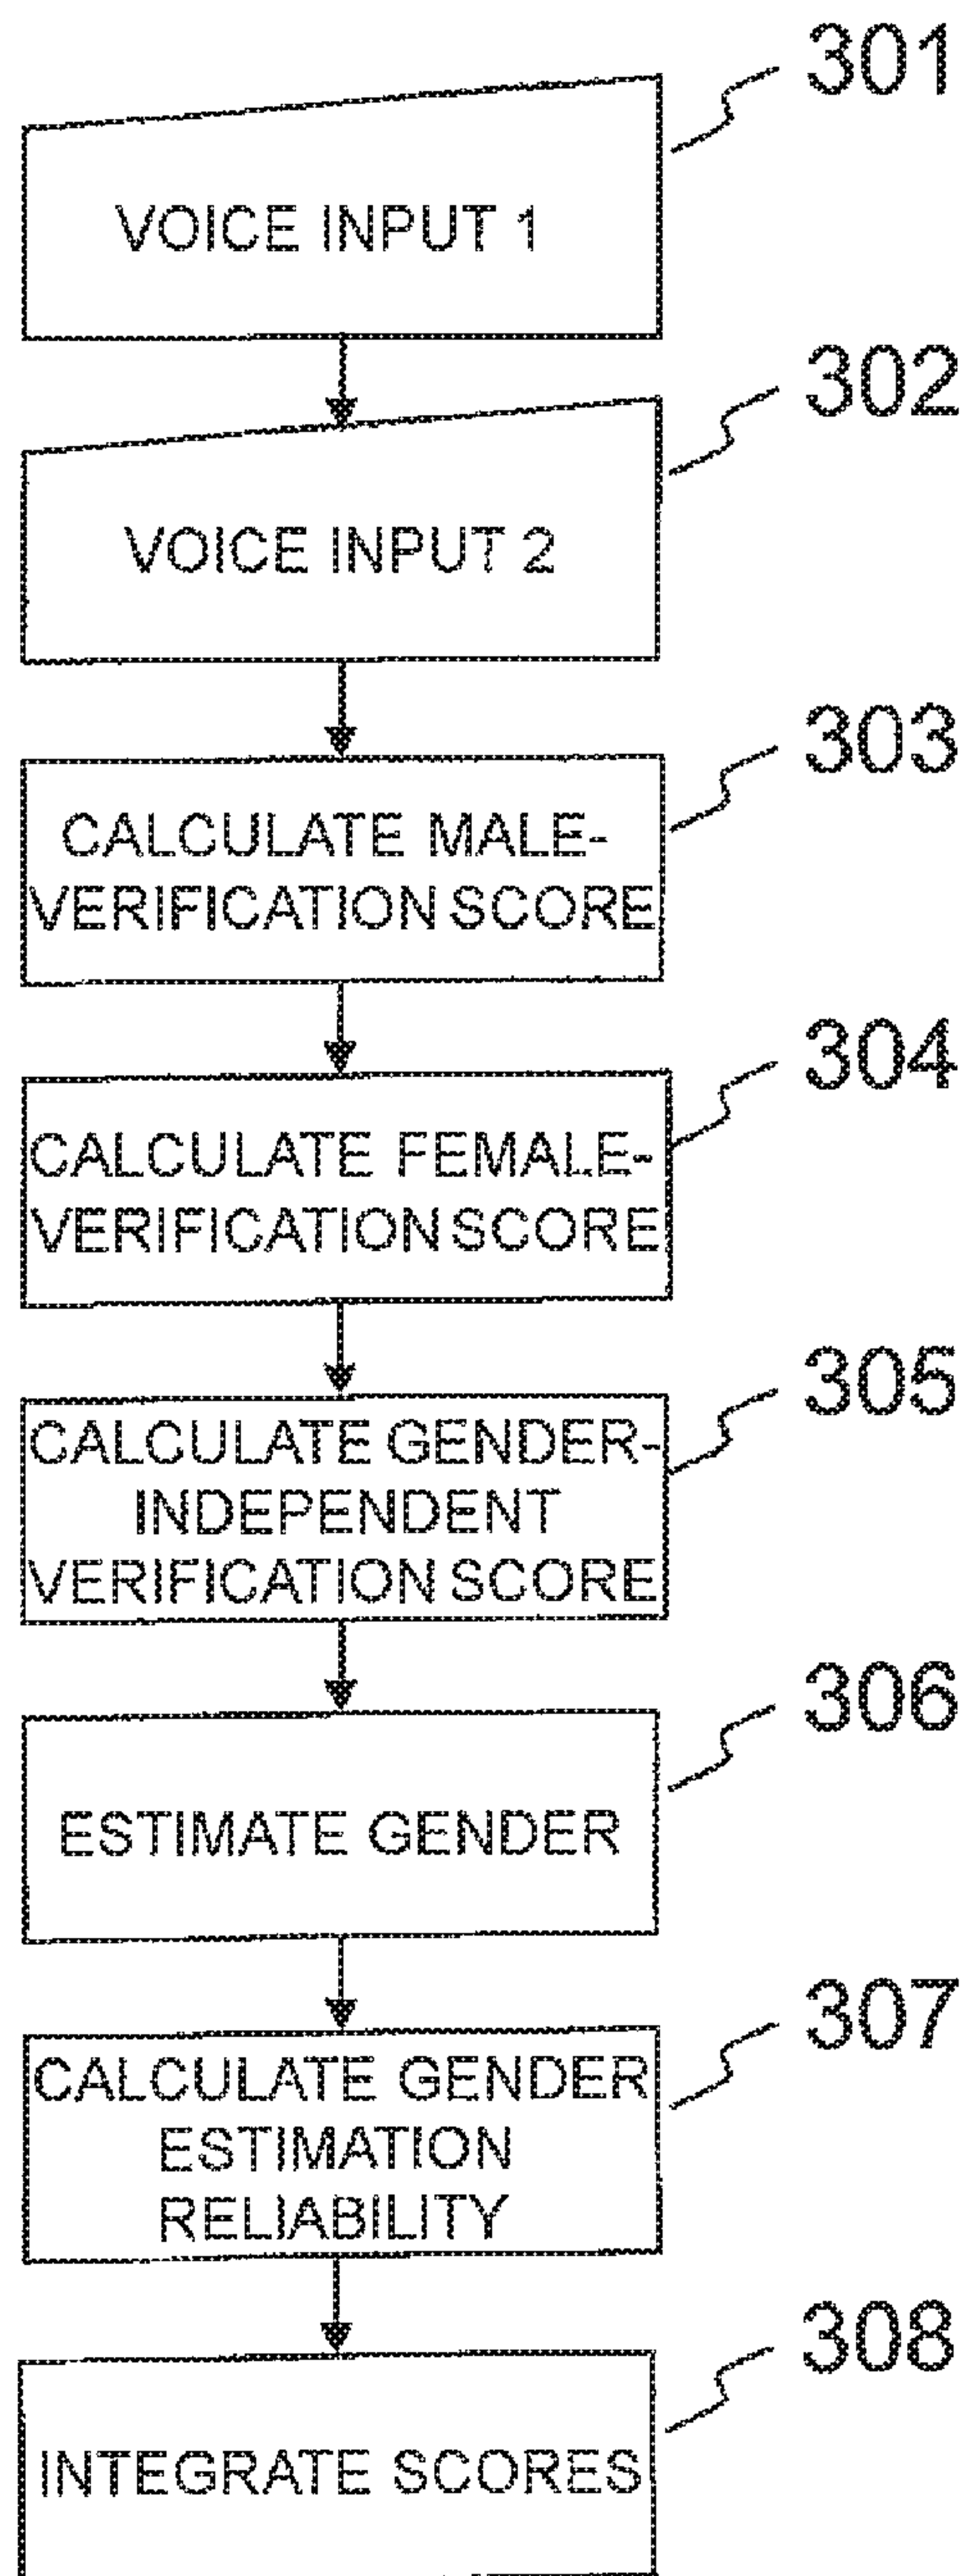 301
VOICE INPUT 1
302
VOICE INPUT 2
303
CALCULATE MALE-
VERIFICATION SCORE
304
CALCULATE FEMALE-
VERIFICATION SCORE
305
CALCULATE GENDER-
INDEPENDENT
VERIFICATION SCORE
306
ESTIMATE GENDER
307
CALCULATE GENDER
ESTIMATION
RELIABILITY
308
INTEGRATE SCORES